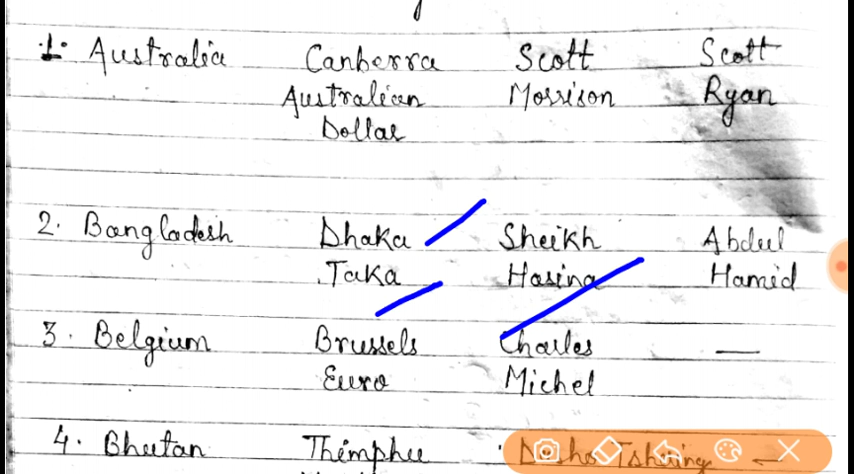 1. Australia Canberra Scott Scott
Australian Morrison Ryan
Dollar
2. Bangladesh Dhaka Sheikh Abdul
Taka Hasina Hamid
3. Belgium Brussels Charles —
Euro Michel
4. Bhutan Thimphu